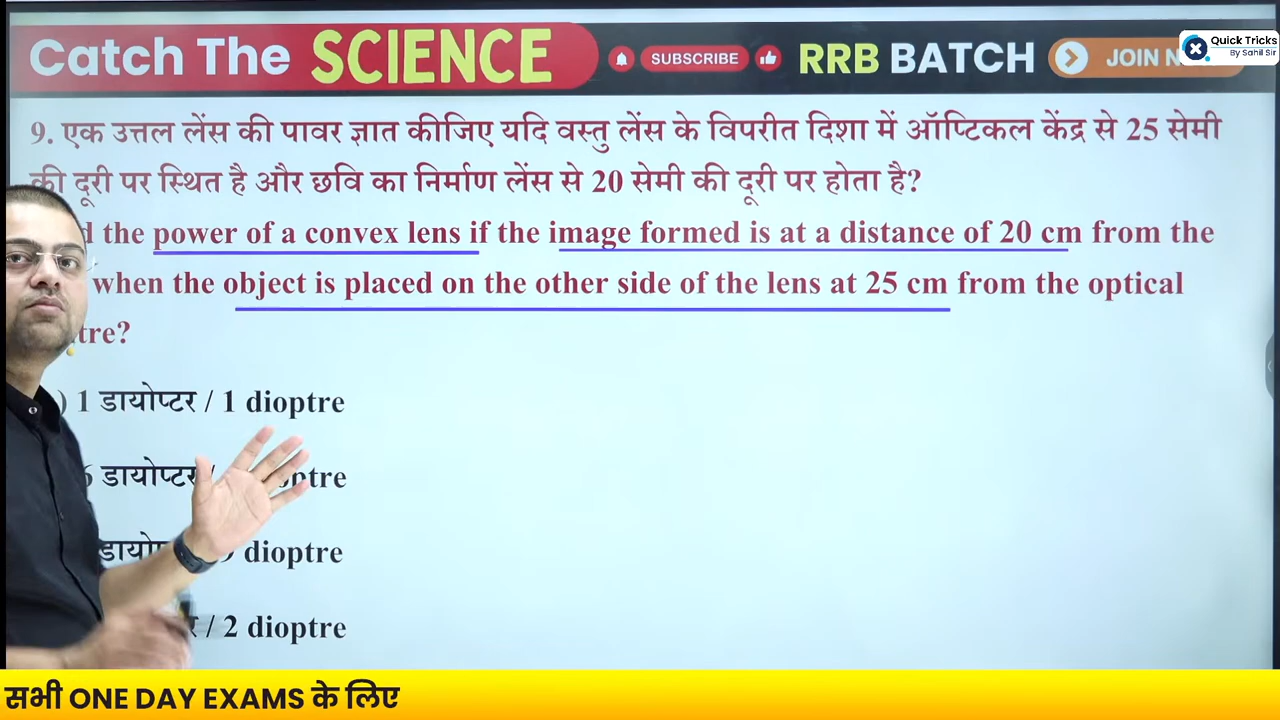 Catch The SCIENCE SUBSCRIBE RRB BATCH JOIN
Quick Tricks
By Sahil Sir
9. एक उत्तल लेंस की पावर ज्ञात कीजिए यदि वस्तु लेंस के विपरीत दिशा में ऑप्टिकल केंद्र से 25 सेमी
की दूरी पर स्थित है और छवि का निर्माण लेंस से 20 सेमी की दूरी पर होता है?
the power of a convex lens if the image formed is at a distance of 20 cm from the
when the object is placed on the other side of the lens at 25 cm from the optical
tre?
) 1 डायोप्टर / 1 dioptre
डायोप्टर
dioptre
/ 2 dioptre
सभी ONE DAY EXAMS के लिए